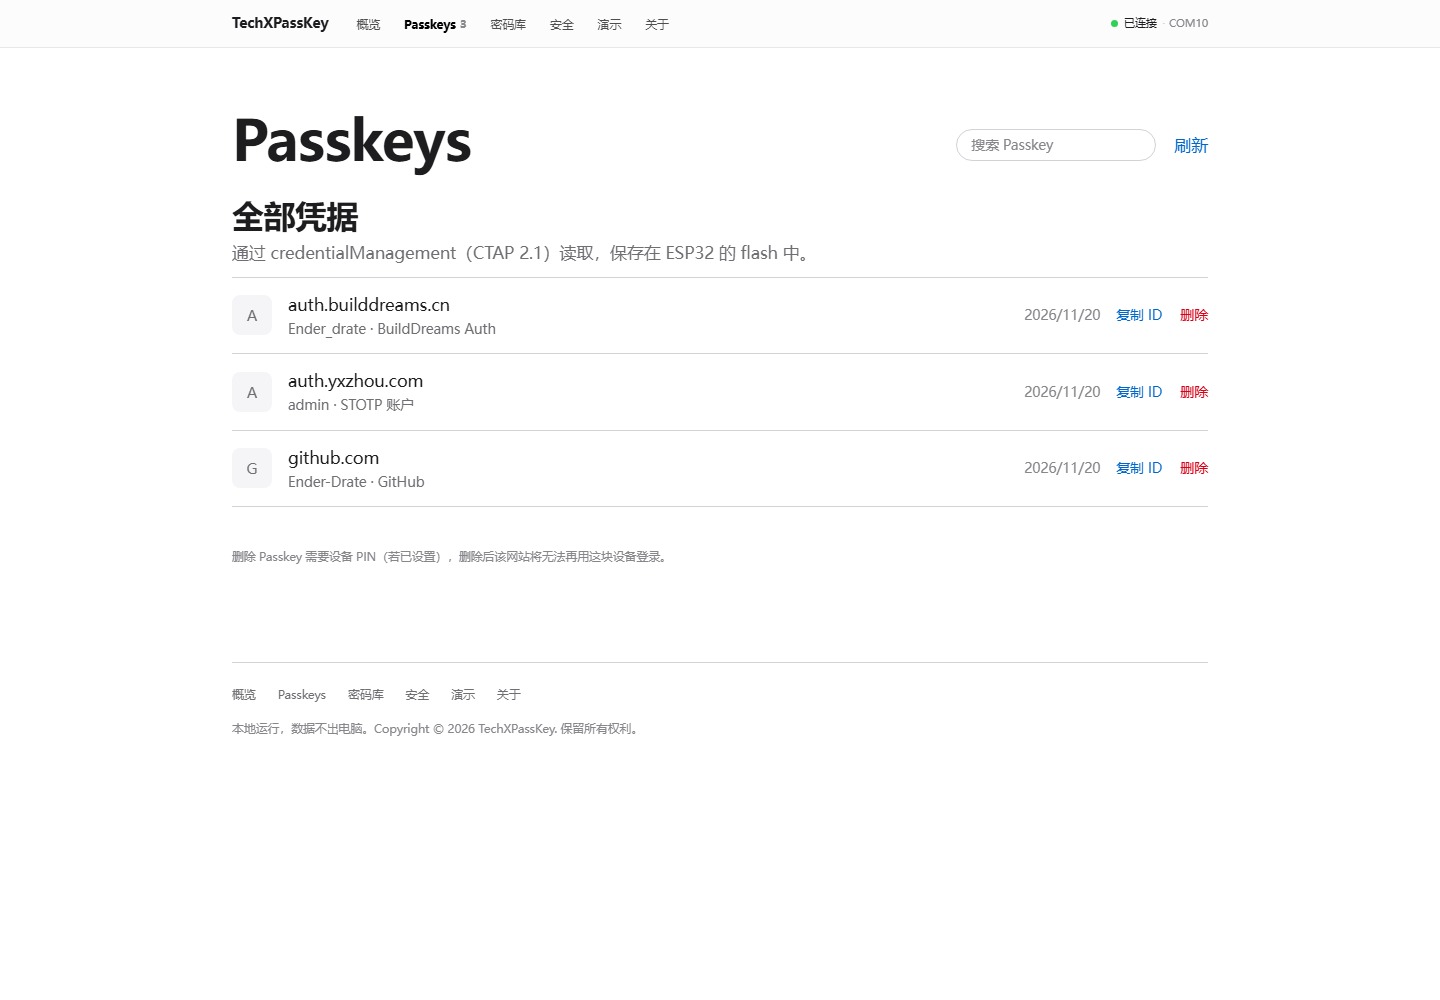 TechXPassKey 概览 Passkeys 3 密码库 安全 演示 关于 已连接 · COM10
Passkeys 搜索 Passkey 刷新
全部凭据
通过 credentialManagement（CTAP 2.1）读取，保存在 ESP32 的 flash 中。
A auth.builddreams.cn 2026/11/20 复制 ID 删除
Ender_drate · BuildDreams Auth
A auth.yxzhou.com 2026/11/20 复制 ID 删除
admin · STOTP 账户
G github.com 2026/11/20 复制 ID 删除
Ender-Drate · GitHub
删除 Passkey 需要设备 PIN（若已设置），删除后该网站将无法再用这块设备登录。
概览 Passkeys 密码库 安全 演示 关于
本地运行，数据不出电脑。Copyright © 2026 TechXPassKey. 保留所有权利。